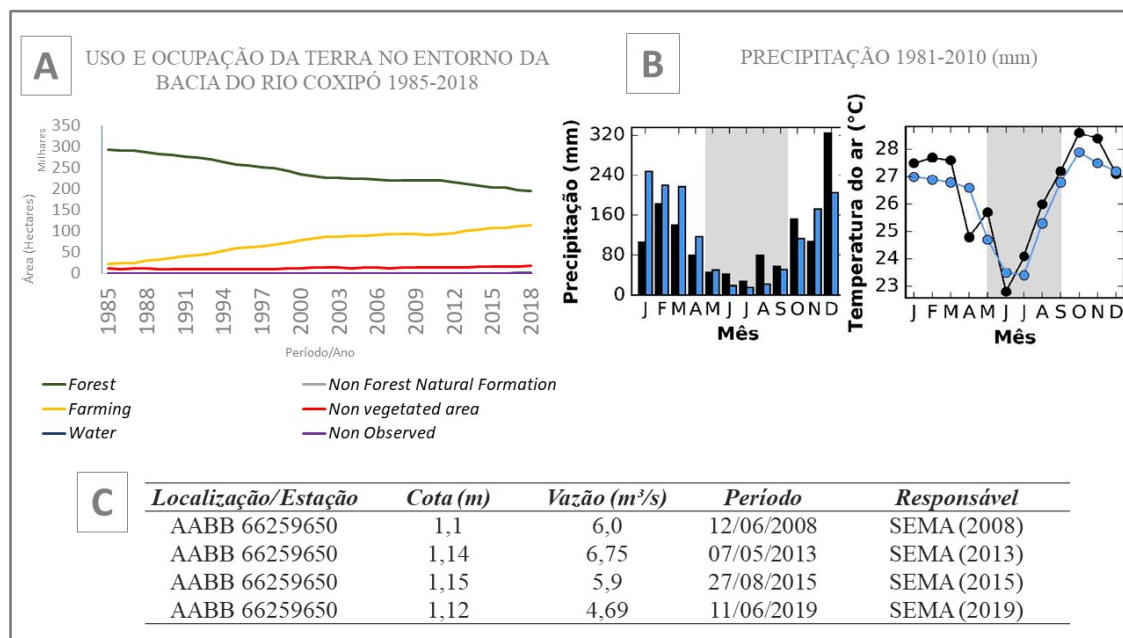 A
USO E OCUPAÇÃO DA TERRA NO ENTORNO DA
BACIA DO RIO COXIPÓ 1985-2018
Área (Hectares)
Milhares
350
300
250
200
150
100
50
0
1985
1988
1991
1994
1997
2000
2003
2006
2009
2012
2015
2018
Período/Ano
Forest
Non Forest Natural Formation
Farming
Non vegetated area
Water
Non Observed
B
PRECIPITAÇÃO 1981-2010 (mm)
Precipitação (mm)
320
240
160
80
0
J F M A M J J A S O N D
Mês
Temperatura do ar (°C)
28
27
26
25
24
23
J F M A M J J A S O N D
Mês
C
Localização/Estação Cota (m) Vazão (m³/s) Período Responsável
AABB 66259650 1,1 6,0 12/06/2008 SEMA (2008)
AABB 66259650 1,14 6,75 07/05/2013 SEMA (2013)
AABB 66259650 1,15 5,9 27/08/2015 SEMA (2015)
AABB 66259650 1,12 4,69 11/06/2019 SEMA (2019)